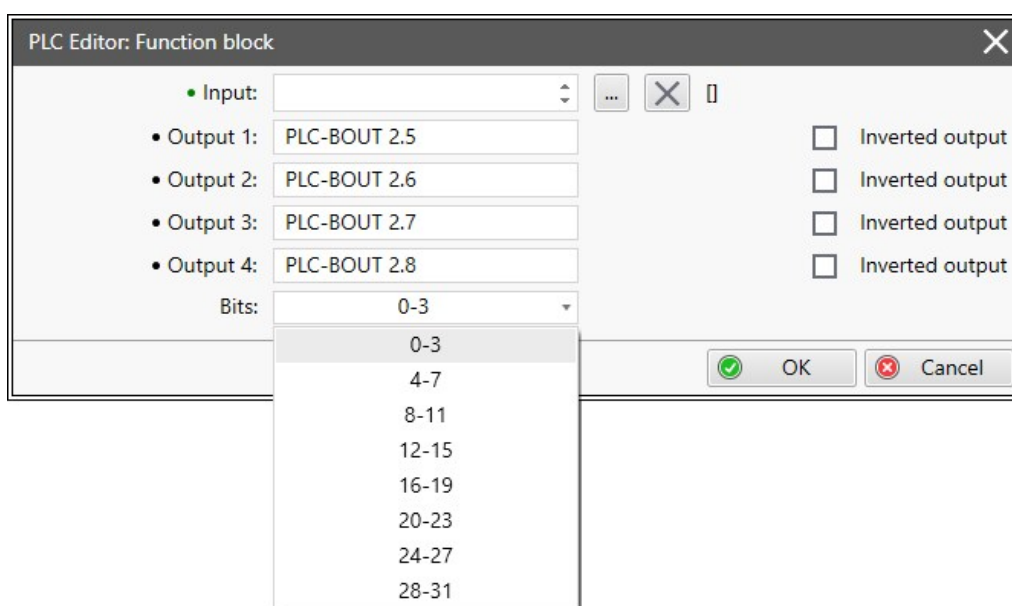 PLC Editor: Function block
• Input: ... []
• Output 1: PLC-BOUT 2.5 Inverted output
• Output 2: PLC-BOUT 2.6 Inverted output
• Output 3: PLC-BOUT 2.7 Inverted output
• Output 4: PLC-BOUT 2.8 Inverted output
Bits: 0-3
0-3
OK Cancel
4-7
8-11
12-15
16-19
20-23
24-27
28-31